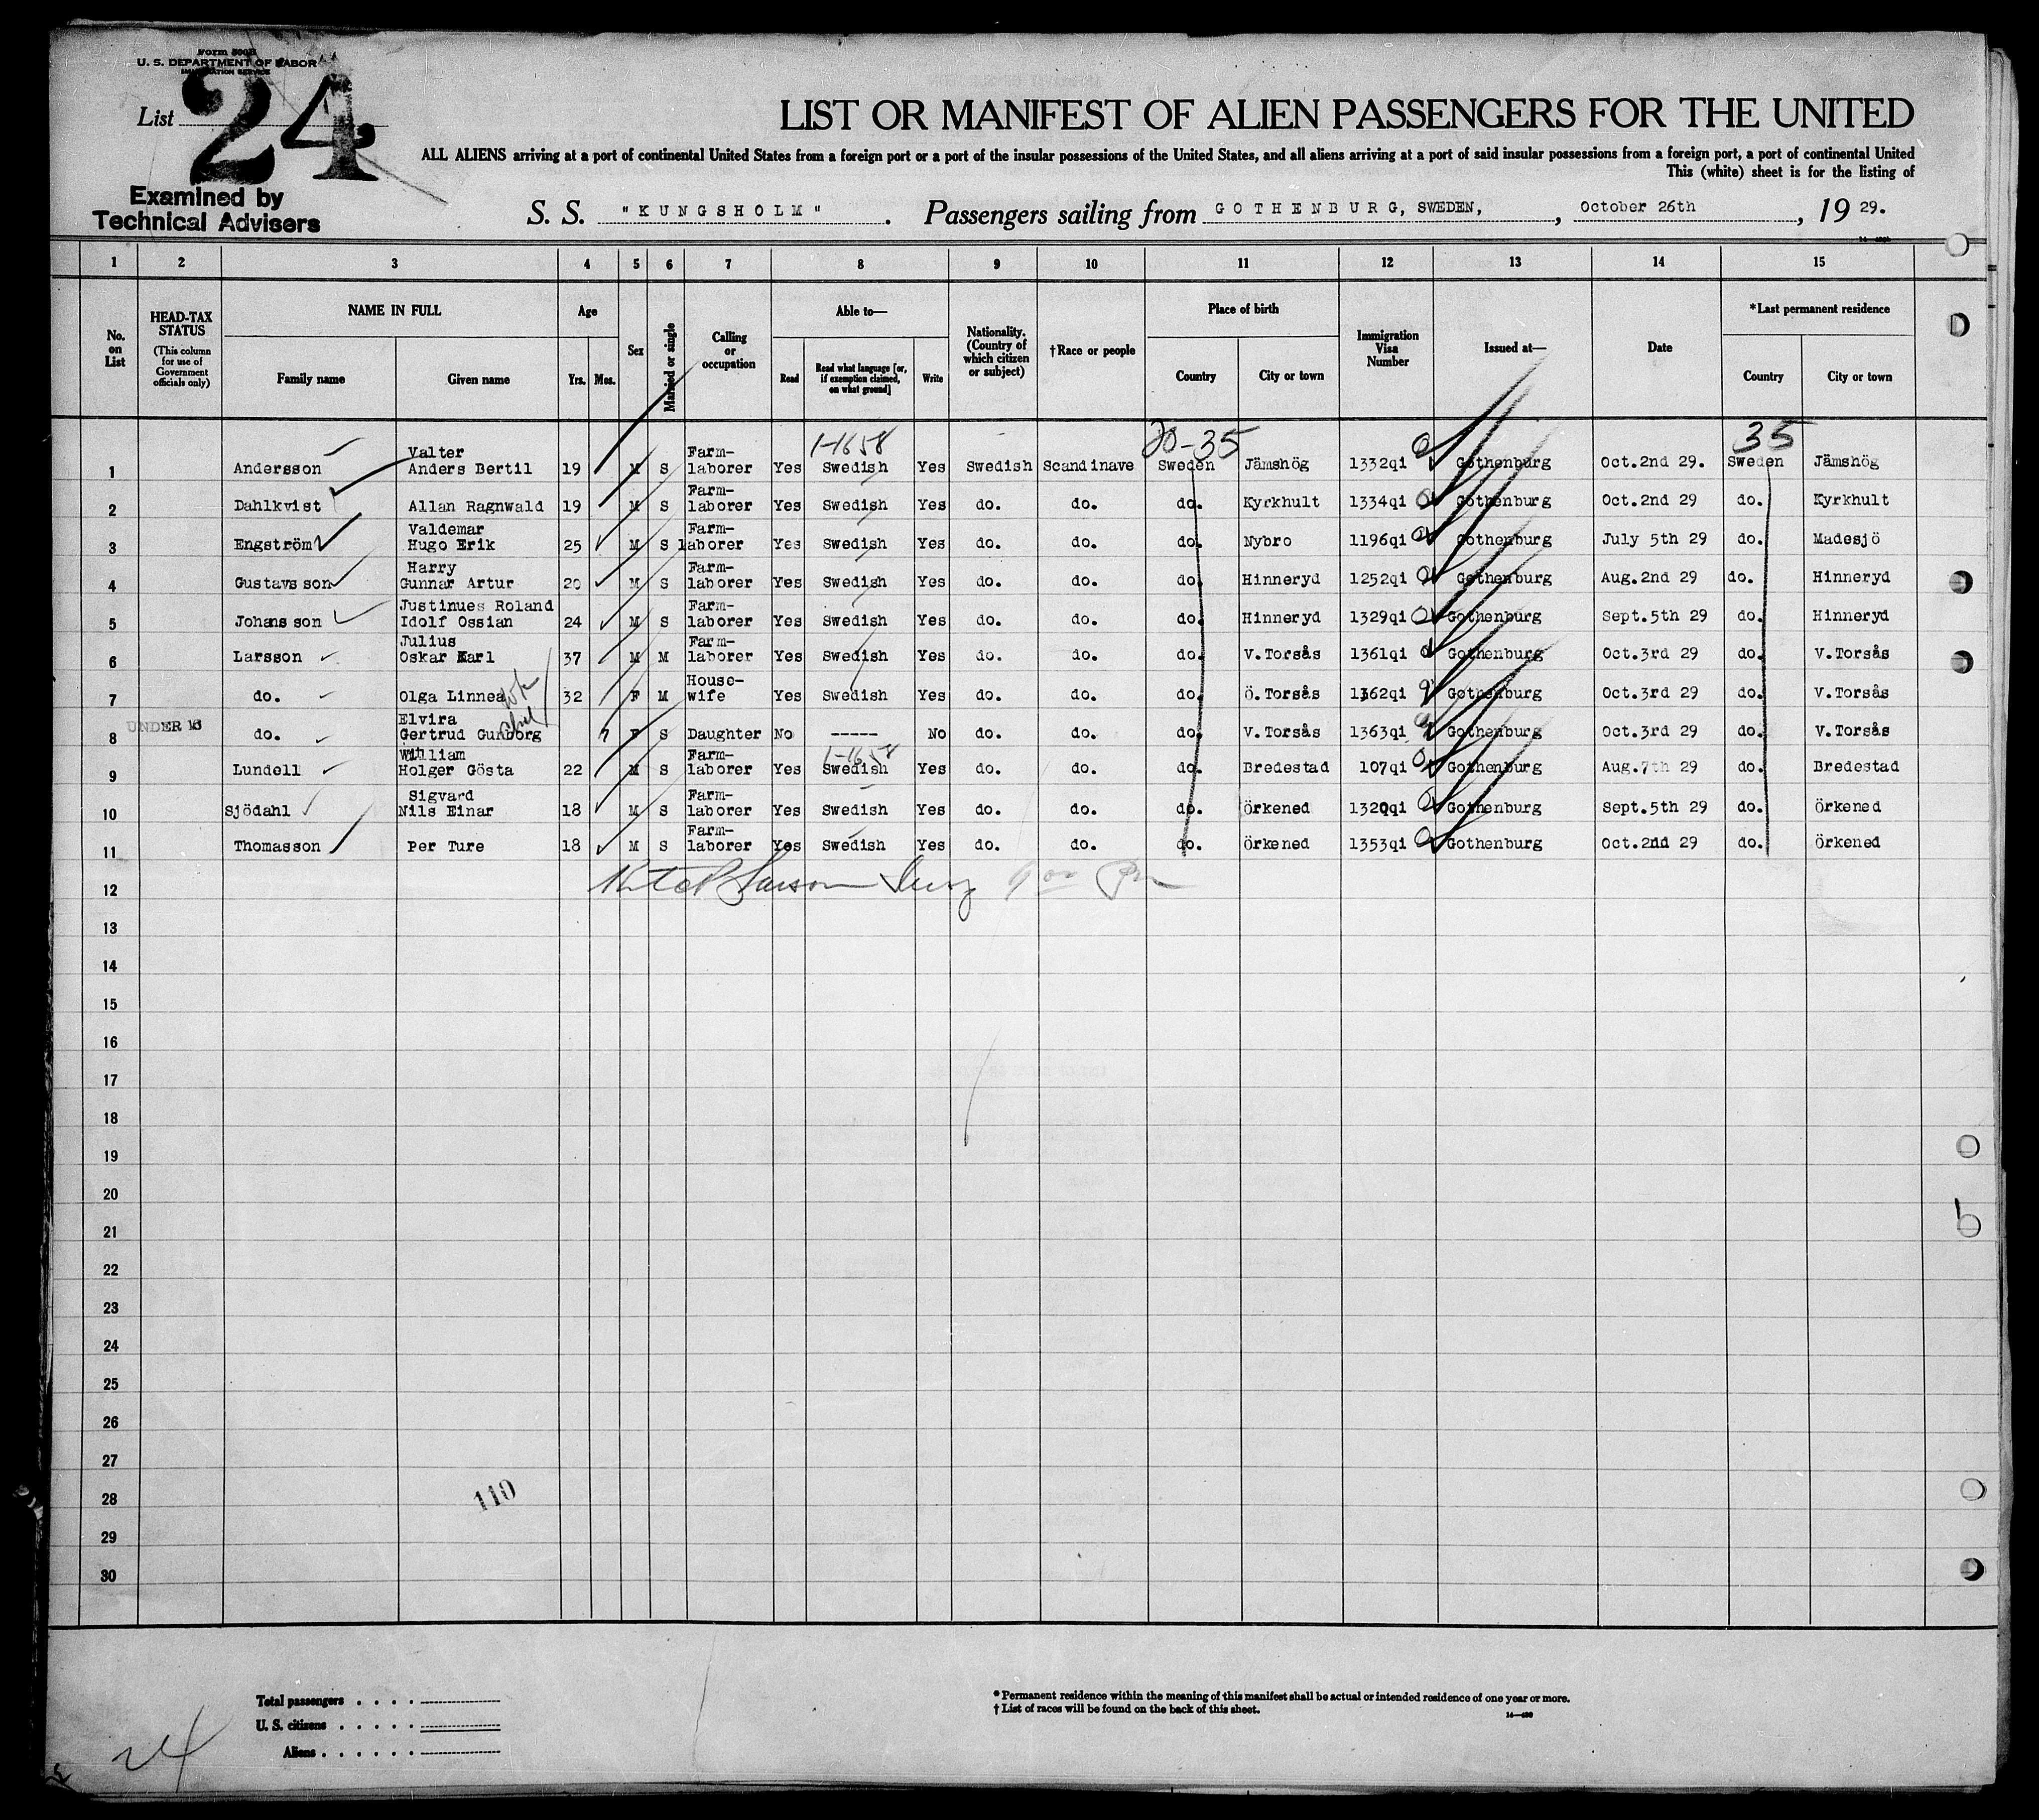 Form 500B
U. S. DEPARTMENT OF LABOR
IMMIGRATION SERVICE
List 24
Examined by
Technical Advisers
LIST OR MANIFEST OF ALIEN PASSENGERS FOR THE UNITED
ALL ALIENS arriving at a port of continental United States from a foreign port or a port of the insular possessions of the United States, and all aliens arriving at a port of said insular possessions from a foreign port, a port of continental United
This (white) sheet is for the listing of
S. S. "KUNGSHOLM". Passengers sailing from GOTHENBURG, SWEDEN, , October 26th , 19 29.
1 2 3 4 5 6 7 8 9 10 11 12 13 14 15
No. on List
HEAD-TAX STATUS (This column for use of Government officials only)
NAME IN FULL
Family name Given name
Age
Yrs. Mos.
Sex
Married or single
Calling or occupation
Able to—
Read Read what language [or, if exemption claimed, on what ground] Write
Nationality. (Country of which citizen or subject)
†Race or people
Place of birth
Country City or town
Immigration Visa Number
Issued at—
Date
*Last permanent residence
Country City or town
1-1658 20-35 35
1 Andersson Valter Anders Bertil 19 M S Farm-laborer Yes Swedish Yes Swedish Scandinave Sweden Jämshög 1332qi Gothenburg Oct.2nd 29. Sweden Jämshög
2 Dahlkvist Allan Ragnwald 19 M S Farm-laborer Yes Swedish Yes do. do. do. Kyrkhult 1334qi Gothenburg Oct.2nd 29 do. Kyrkhult
3 Engström Valdemar Hugo Erik 25 M S Farm-laborer Yes Swedish Yes do. do. do. Nybro 1196qi Gothenburg July 5th 29 do. Madesjö
4 Gustavsson Harry Gunnar Artur 20 M S Farm-laborer Yes Swedish Yes do. do. do. Hinneryd 1252qi Gothenburg Aug.2nd 29 do. Hinneryd
5 Johansson Justinues Roland Idolf Ossian 24 M S Farm-laborer Yes Swedish Yes do. do. do. Hinneryd 1329qi Gothenburg Sept.5th 29 do. Hinneryd
6 Larsson Julius Oskar Karl 37 M M Farm-laborer Yes Swedish Yes do. do. do. V.Torsås 1361qi Gothenburg Oct.3rd 29 do. V.Torsås
7 do. Olga Linnea 32 F M House-wife Yes Swedish Yes do. do. do. Ö.Torsås 1362qi Gothenburg Oct.3rd 29 do. V.Torsås
8 UNDER 16 do. Elvira Gertrud Gunborg 7 F S Daughter No ----- No do. do. do. V.Torsås 1363qi Gothenburg Oct.3rd 29 do. V.Torsås
1-1658
9 Lundell William Holger Gösta 22 M S Farm-laborer Yes Swedish Yes do. do. do. Bredestad 107qi Gothenburg Aug.7th 29 do. Bredestad
10 Sjödahl Sigvard Nils Einar 18 M S Farm-laborer Yes Swedish Yes do. do. do. Örkened 1320qi Gothenburg Sept.5th 29 do. Örkened
11 Thomasson Per Ture 18 M S Farm-laborer Yes Swedish Yes do. do. do. Örkened 1353qi Gothenburg Oct.2nd 29 do. Örkened
12
13
14
15
16
17
18
19
20
21
22
23
24
25
26
27
28
29
30
110
Total passengers . . . .
U. S. citizens . . . . .
Aliens . . . . . .
* Permanent residence within the meaning of this manifest shall be actual or intended residence of one year or more.
† List of races will be found on the back of this sheet.
24